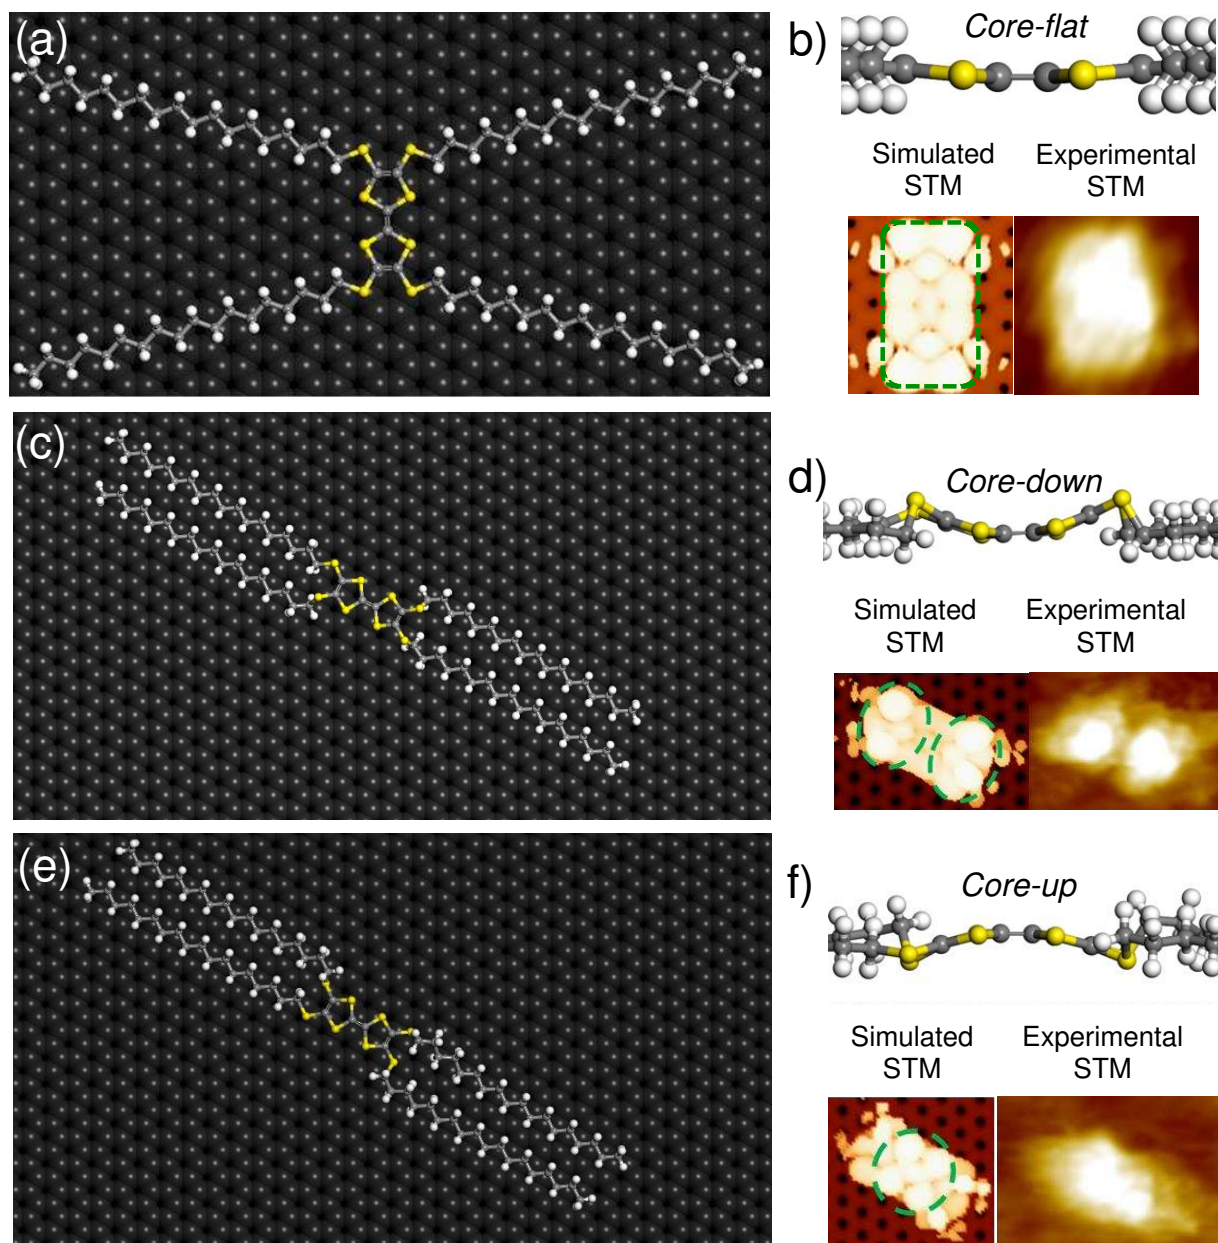 (a)
b)
Core-flat
Simulated
STM
Experimental
STM
(c)
d)
Core-down
Simulated
STM
Experimental
STM
(e)
f)
Core-up
Simulated
STM
Experimental
STM